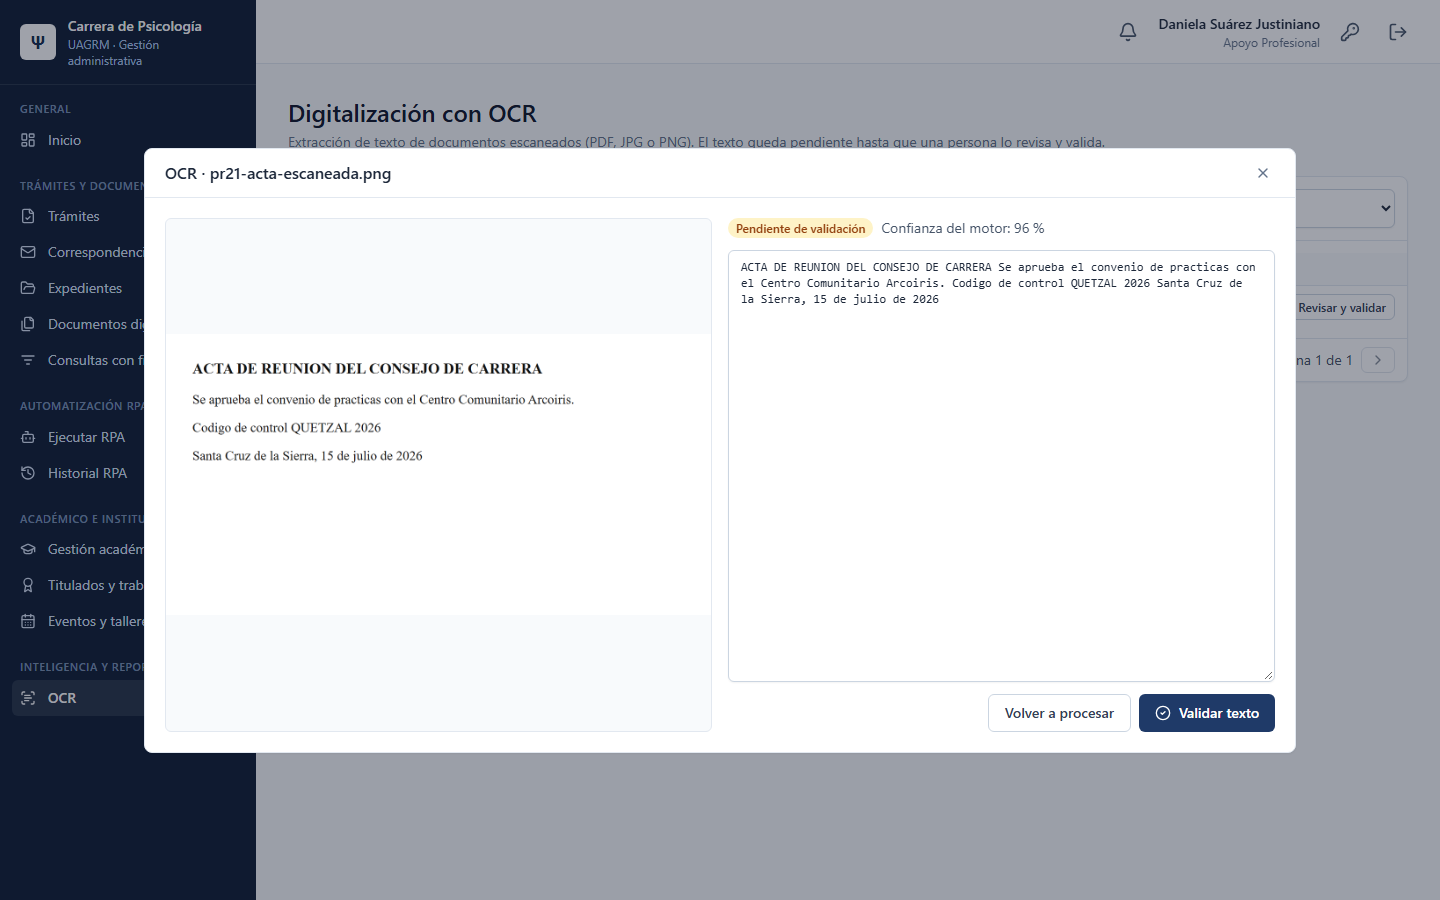 Ψ
Carrera de Psicología
UAGRM · Gestión
administrativa
GENERAL
Inicio
TRÁMITES Y DOCUMEN
Trámites
Correspondenci
Expedientes
Documentos di
Consultas con f
AUTOMATIZACIÓN RPA
Ejecutar RPA
Historial RPA
ACADÉMICO E INSTITU
Gestión académ
Titulados y trab
Eventos y taller
INTELIGENCIA Y REPOR
OCR
Daniela Suárez Justiniano
Apoyo Profesional
Digitalización con OCR
Extracción de texto de documentos escaneados (PDF, JPG o PNG). El texto queda pendiente hasta que una persona lo revisa y valida.
OCR · pr21-acta-escaneada.png
ACTA DE REUNION DEL CONSEJO DE CARRERA
Se aprueba el convenio de practicas con el Centro Comunitario Arcoiris.
Codigo de control QUETZAL 2026
Santa Cruz de la Sierra, 15 de julio de 2026
Pendiente de validación Confianza del motor: 96 %
ACTA DE REUNION DEL CONSEJO DE CARRERA Se aprueba el convenio de practicas con
el Centro Comunitario Arcoiris. Codigo de control QUETZAL 2026 Santa Cruz de
la Sierra, 15 de julio de 2026
Volver a procesar
Validar texto
Revisar y validar
na 1 de 1